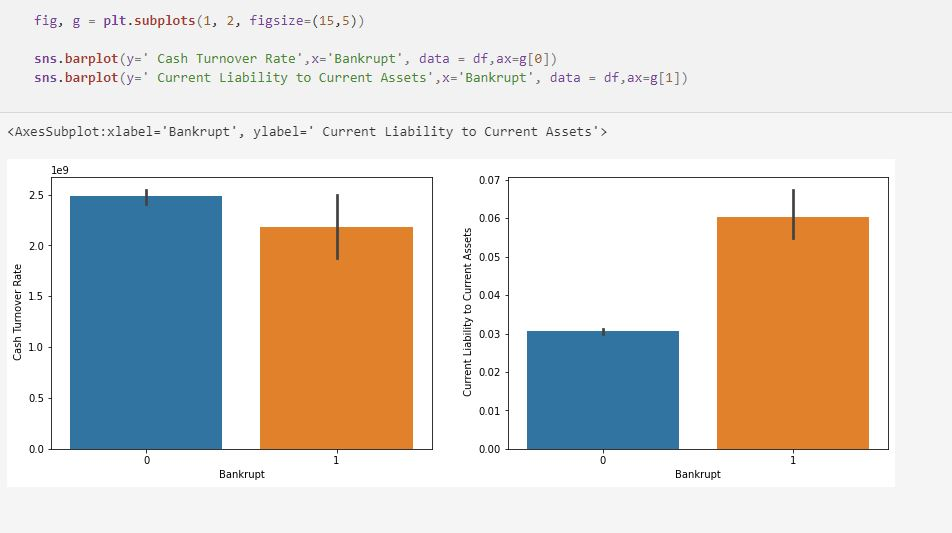 fig, g = plt.subplots(1, 2, figsize=(15,5))
sns.barplot(y=' Cash Turnover Rate',x='Bankrupt', data = df,ax=g[0])
sns.barplot(y=' Current Liability to Current Assets',x='Bankrupt', data = df,ax=g[1])
<AxesSubplot:xlabel='Bankrupt', ylabel=' Current Liability to Current Assets'>
1e9
2.5
2.0
1.5
1.0
0.5
0.0
Cash Turnover Rate
0 1
Bankrupt
0.07
0.06
0.05
0.04
0.03
0.02
0.01
0.00
Current Liability to Current Assets
0 1
Bankrupt